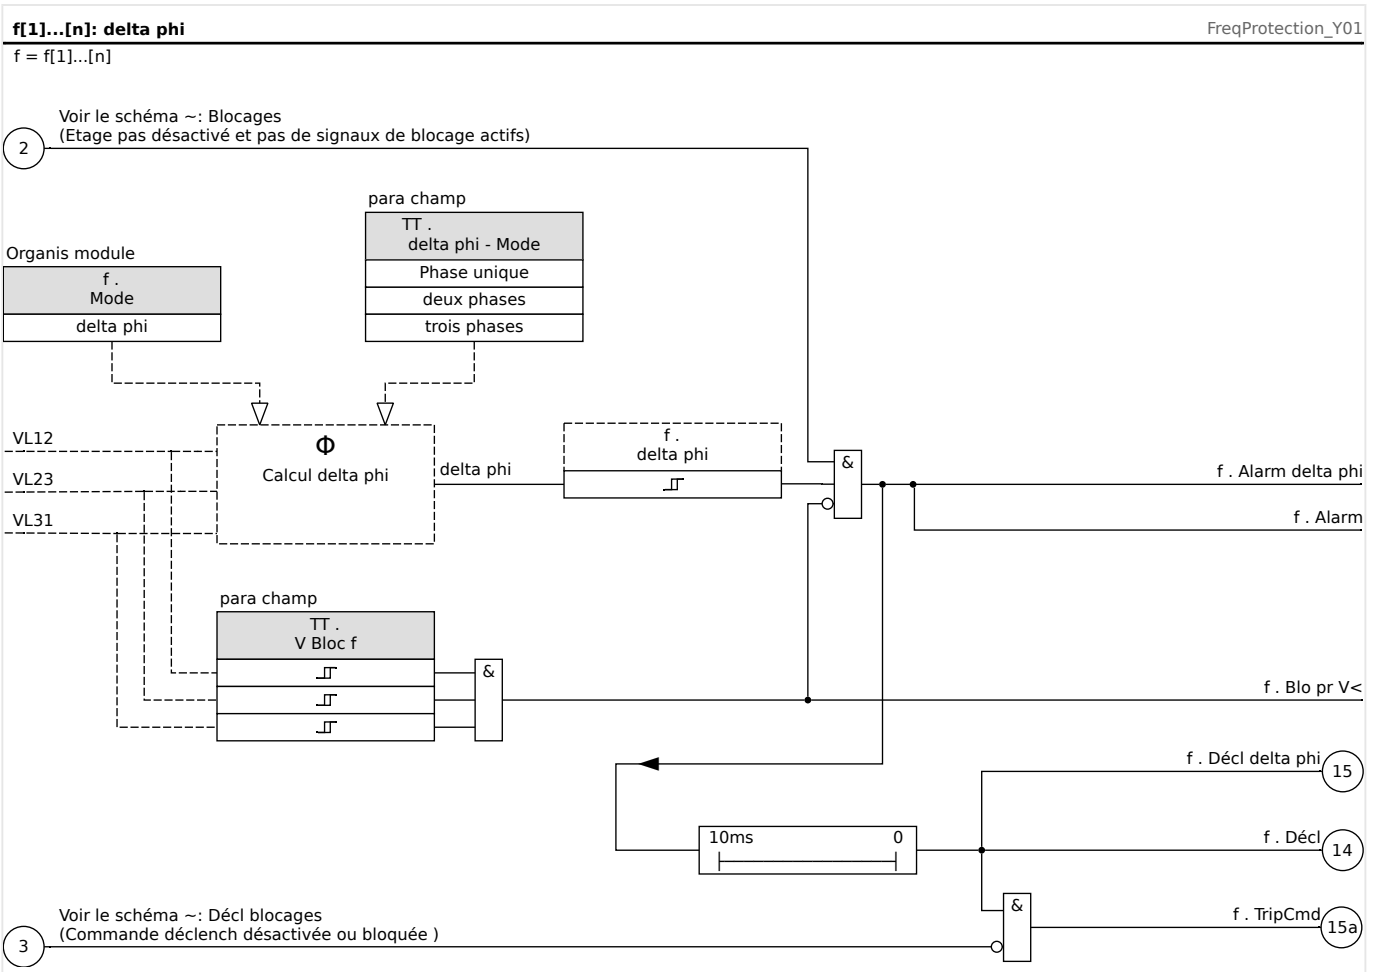 f[1]...[n]: delta phi
FreqProtection_Y01
f = f[1]...[n]
Voir le schéma ~: Blocages
(Etage pas désactivé et pas de signaux de blocage actifs)
2
para champ
TT .
delta phi - Mode
Phase unique
deux phases
trois phases
Organis module
f .
Mode
delta phi
VL12
VL23
VL31
Φ
Calcul delta phi
delta phi
f .
delta phi
&
f . Alarm delta phi
f . Alarm
para champ
TT .
V Bloc f
&
f . Blo pr V<
f . Décl delta phi
15
10ms 0
f . Décl
14
&
f . TripCmd
15a
Voir le schéma ~: Décl blocages
(Commande déclench désactivée ou bloquée )
3